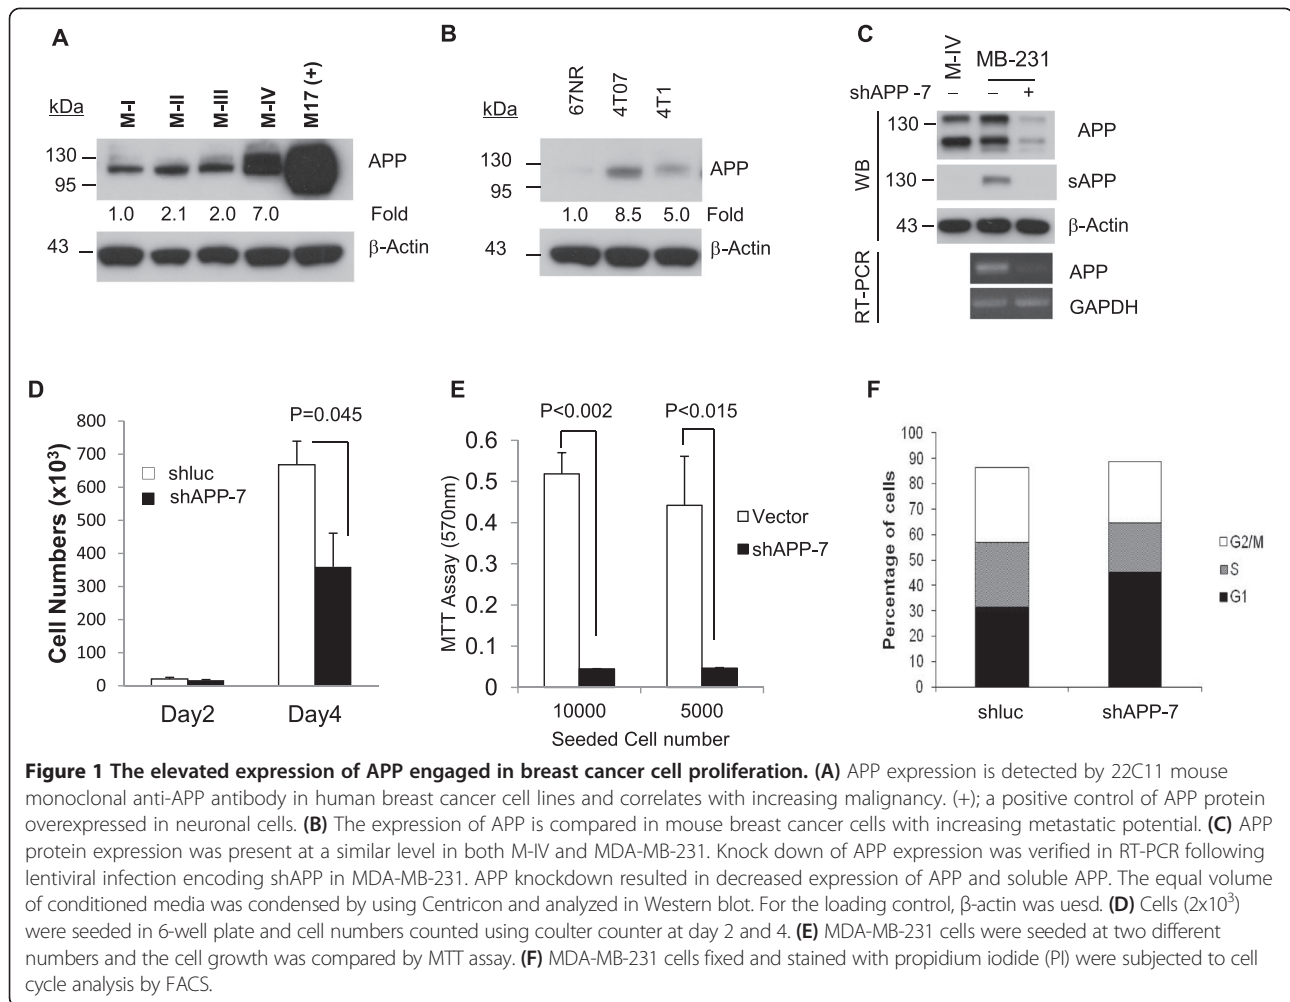 A
kDa
M-I
M-II
M-III
M-IV
M17 (+)
130
95
APP
1.0 2.1 2.0 7.0 Fold
43
β-Actin
B
kDa
67NR
4T07
4T1
130
95
APP
1.0 8.5 5.0 Fold
43
β-Actin
C
M-IV
MB-231
shAPP -7 – – +
WB
130
APP
130
sAPP
43
β-Actin
RT-PCR
APP
GAPDH
D
P=0.045
Cell Numbers (x10³)
800
700
600
500
400
300
200
100
0
shluc
shAPP-7
Day2 Day4
E
P<0.002 P<0.015
MTT Assay (570nm)
0.6
0.5
0.4
0.3
0.2
0.1
0
Vector
shAPP-7
10000 5000
Seeded Cell number
F
Percentage of cells
100
90
80
70
60
50
40
30
20
10
0
G2/M
S
G1
shluc shAPP-7
Figure 1 The elevated expression of APP engaged in breast cancer cell proliferation. (A) APP expression is detected by 22C11 mouse
monoclonal anti-APP antibody in human breast cancer cell lines and correlates with increasing malignancy. (+); a positive control of APP protein
overexpressed in neuronal cells. (B) The expression of APP is compared in mouse breast cancer cells with increasing metastatic potential. (C) APP
protein expression was present at a similar level in both M-IV and MDA-MB-231. Knock down of APP expression was verified in RT-PCR following
lentiviral infection encoding shAPP in MDA-MB-231. APP knockdown resulted in decreased expression of APP and soluble APP. The equal volume
of conditioned media was condensed by using Centricon and analyzed in Western blot. For the loading control, β-actin was uesd. (D) Cells (2x10³)
were seeded in 6-well plate and cell numbers counted using coulter counter at day 2 and 4. (E) MDA-MB-231 cells were seeded at two different
numbers and the cell growth was compared by MTT assay. (F) MDA-MB-231 cells fixed and stained with propidium iodide (PI) were subjected to cell
cycle analysis by FACS.